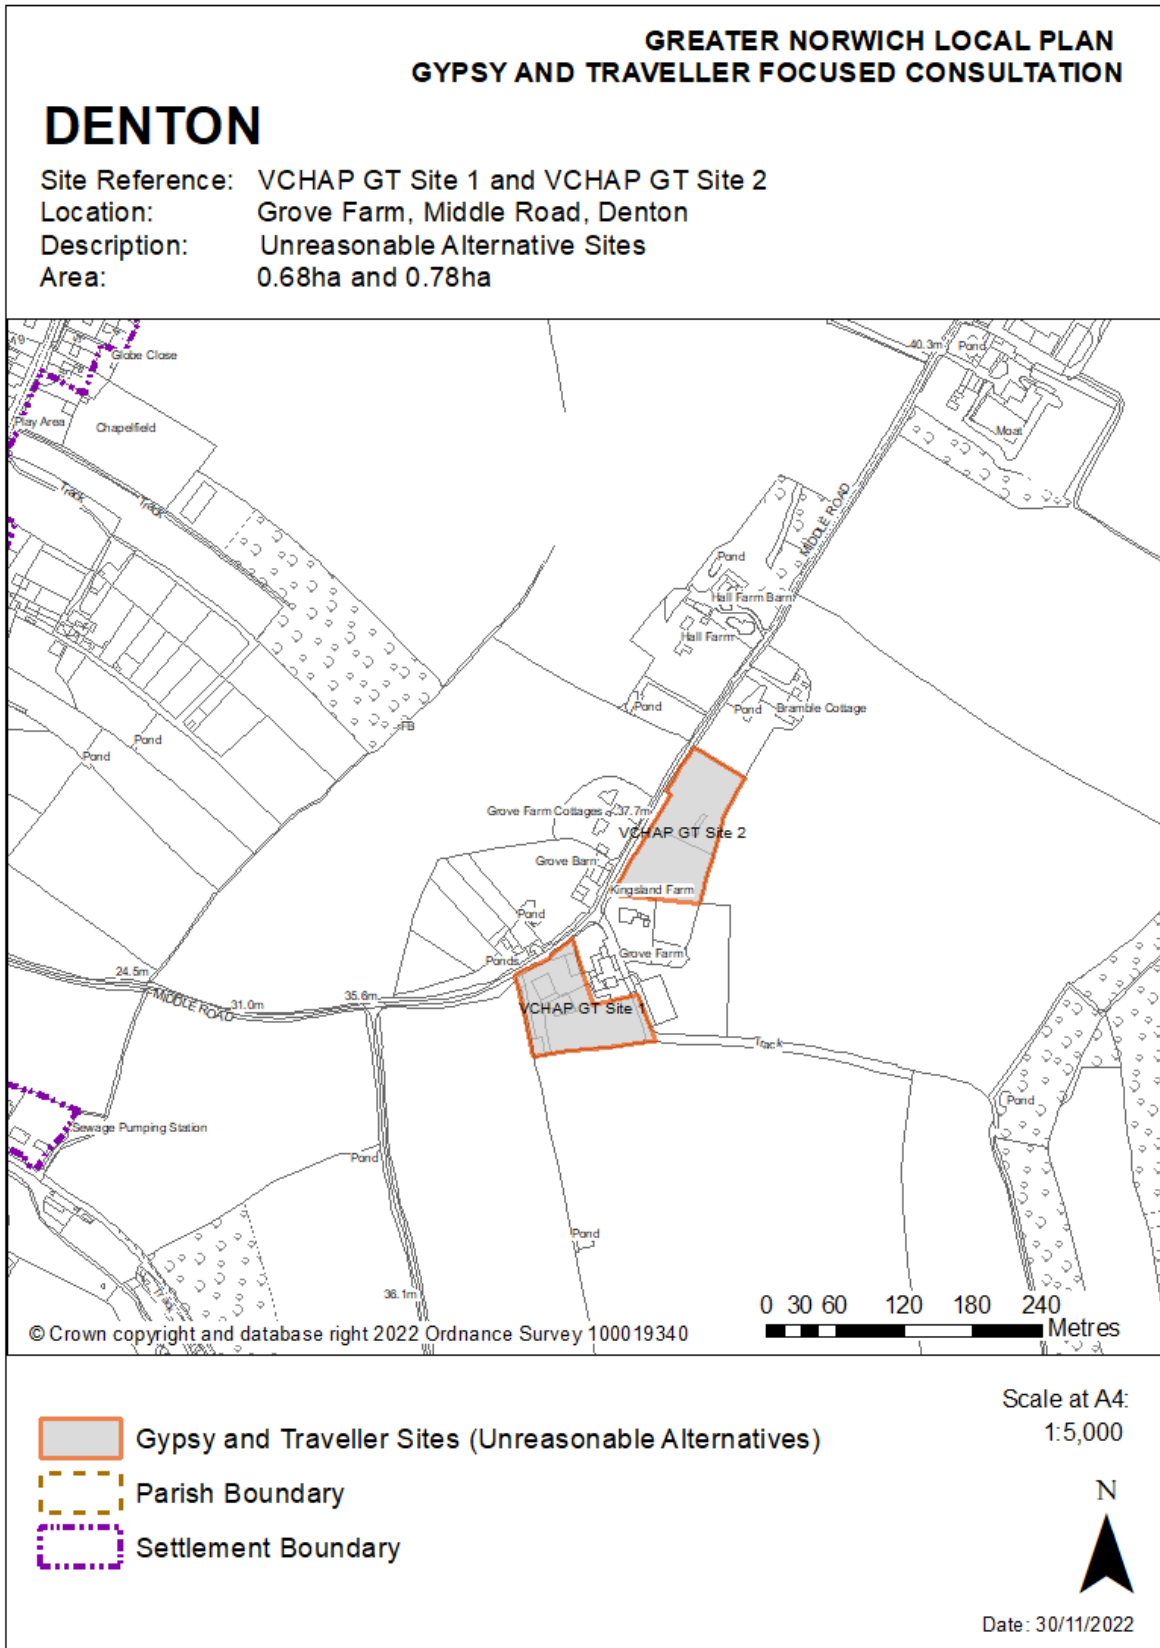 GREATER NORWICH LOCAL PLAN
GYPSY AND TRAVELLER FOCUSED CONSULTATION
DENTON
Site Reference: VCHAP GT Site 1 and VCHAP GT Site 2
Location: Grove Farm, Middle Road, Denton
Description: Unreasonable Alternative Sites
Area: 0.68ha and 0.78ha
Globe Close
40.3m
Pond
Play Area
Chapelfield
Moat
Track
Track
MIDDLE ROAD
Pond
Hall Farm Barn
Hall Farm
Pond
Pond
Bramble Cottage
FB
Pond
Pond
Grove Farm Cottages
37.7m
VCHAP GT Site 2
Grove Barn
Kingsland Farm
Pond
Grove Farm
Ponds
24.5m
MIDDLE ROAD
31.0m
35.6m
VCHAP GT Site 1
Track
Pond
Sewage Pumping Station
Pond
Pond
Track
36.1m
0 30 60 120 180 240
Metres
© Crown copyright and database right 2022 Ordnance Survey 100019340
Scale at A4:
1:5,000
Gypsy and Traveller Sites (Unreasonable Alternatives)
Parish Boundary
Settlement Boundary
N
Date: 30/11/2022